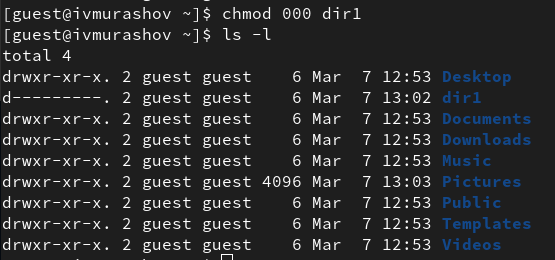 [guest@ivmurashov ~]$ chmod 000 dir1
[guest@ivmurashov ~]$ ls -l
total 4
drwxr-xr-x. 2 guest guest    6 Mar  7 12:53 Desktop
d---------. 2 guest guest    6 Mar  7 13:02 dir1
drwxr-xr-x. 2 guest guest    6 Mar  7 12:53 Documents
drwxr-xr-x. 2 guest guest    6 Mar  7 12:53 Downloads
drwxr-xr-x. 2 guest guest    6 Mar  7 12:53 Music
drwxr-xr-x. 2 guest guest 4096 Mar  7 13:03 Pictures
drwxr-xr-x. 2 guest guest    6 Mar  7 12:53 Public
drwxr-xr-x. 2 guest guest    6 Mar  7 12:53 Templates
drwxr-xr-x. 2 guest guest    6 Mar  7 12:53 Videos